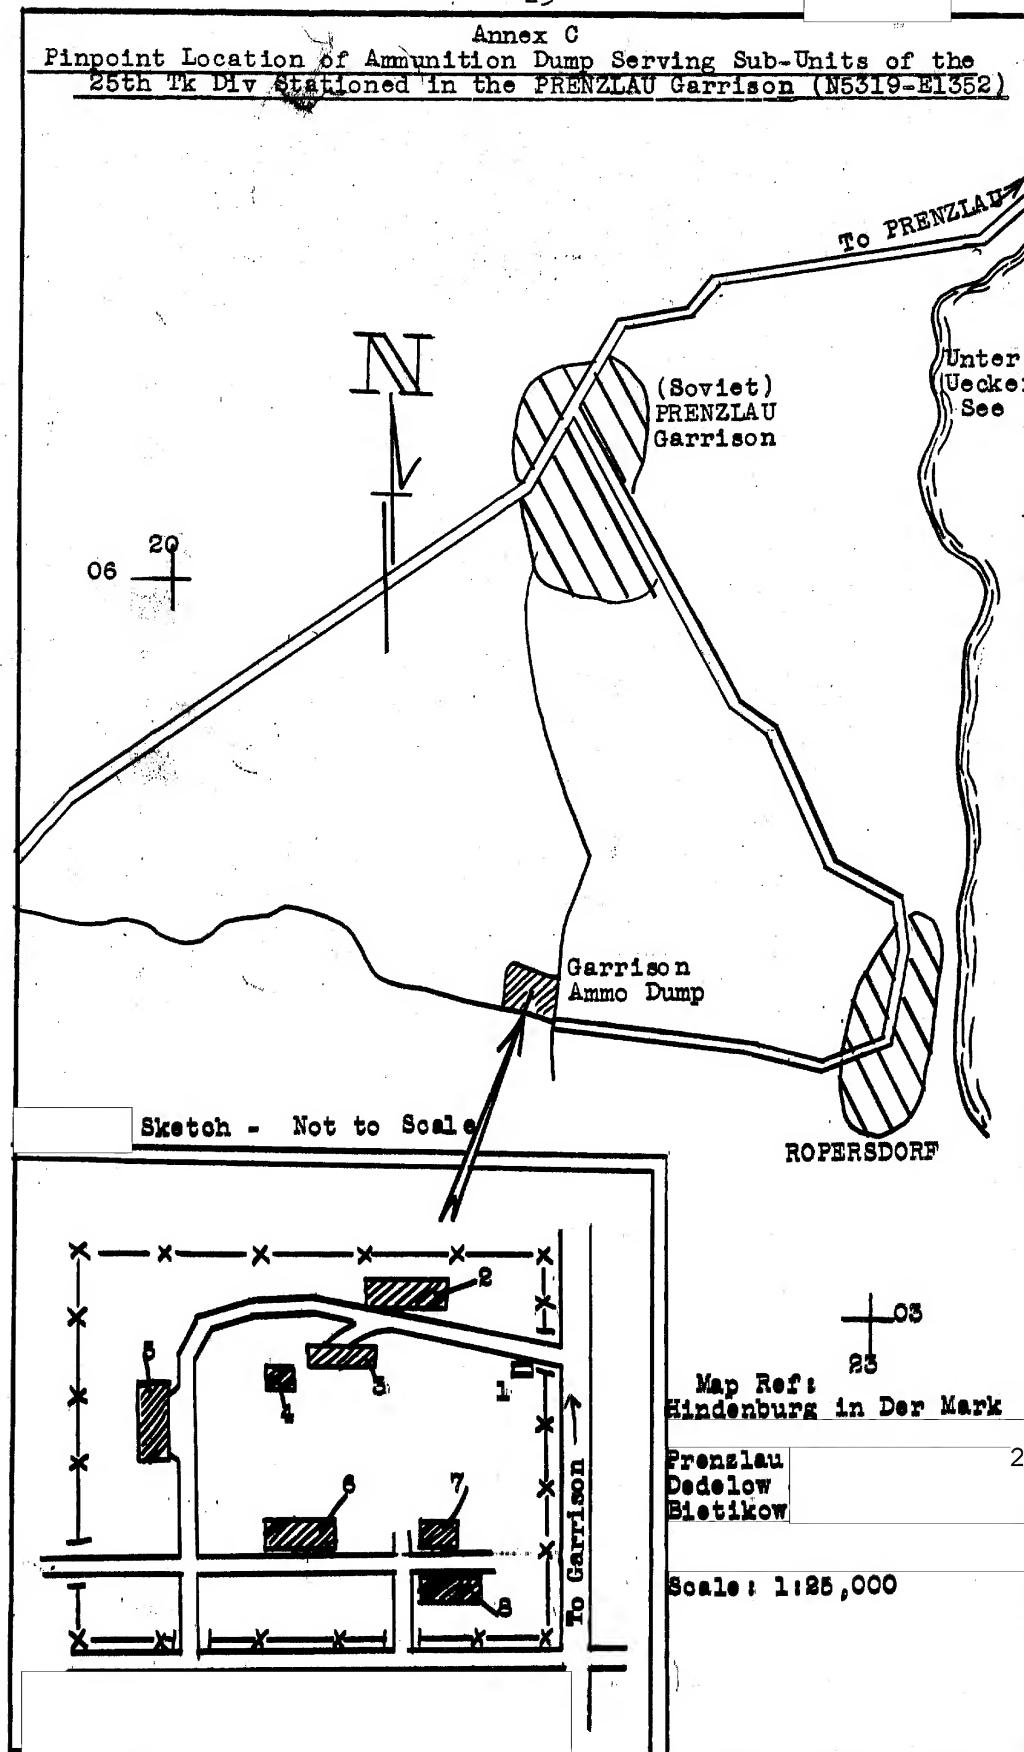 Annex C
Pinpoint Location of Ammunition Dump Serving Sub-Units of the
25th Tk Div Stationed in the PRENZLAU Garrison (N5319-E1352)
To PRENZLAU
N
Unter
(Soviet)
PRENZLAU
Garrison
See
20
06
Garrison
Ammo Dump
Sketch - Not to Scale
ROPERSDORF
2
5
3
4
1
6
7
8
To Garrison
03
23
Map Ref:
Hindenburg in Der Mark
Prenzlau
2
Dedelow
Bietikow
Scale: 1:25,000